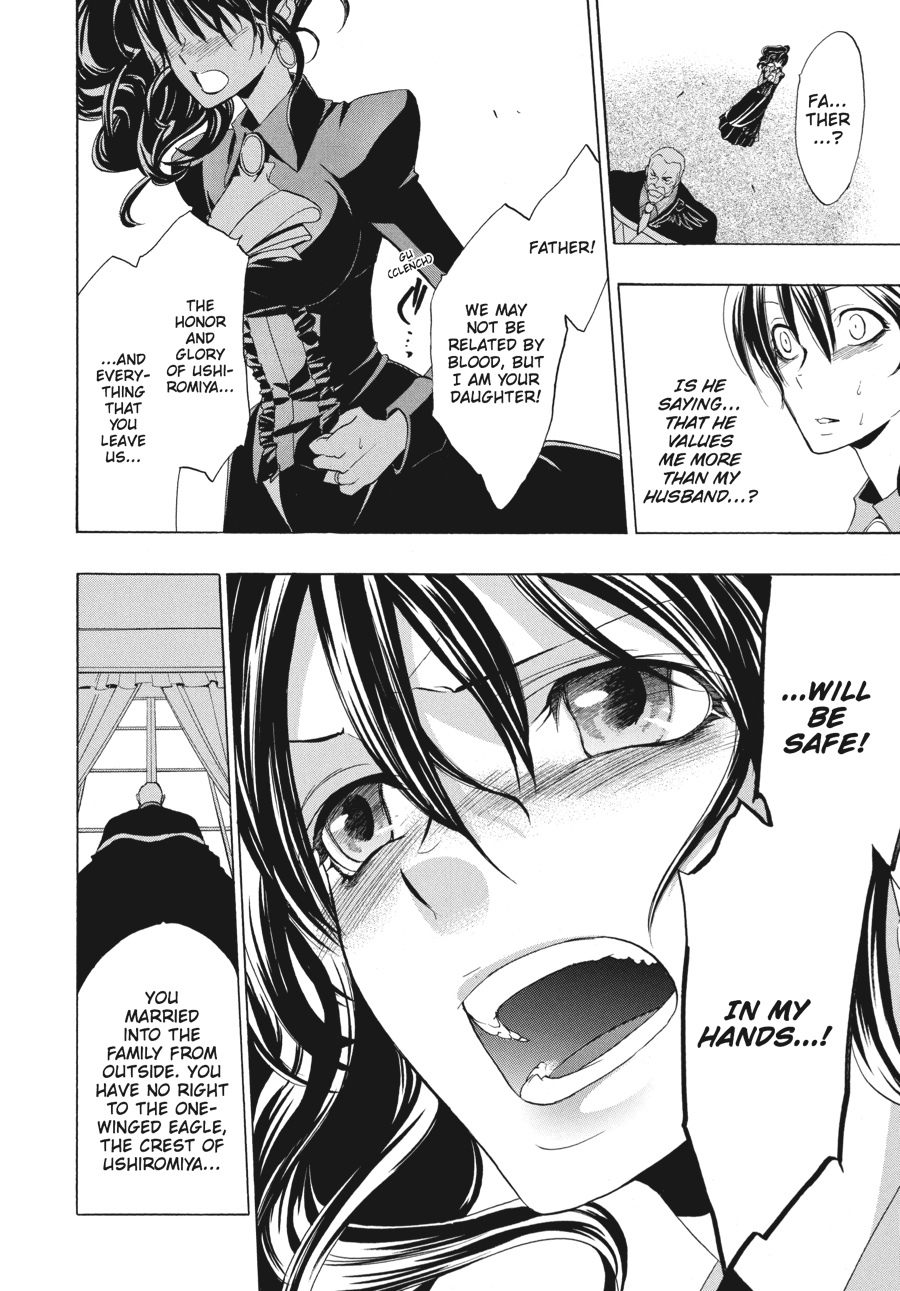 FA...
THER
...?
IS HE
SAYING...
THAT HE
VALUES
ME MORE
THAN MY
HUSBAND...?
FATHER!
WE MAY
NOT BE
RELATED BY
BLOOD, BUT
I AM YOUR
DAUGHTER!
GU
(CLENCH)
THE
HONOR
AND
GLORY
OF USHI-
ROMIYA...
...AND
EVERY-
THING
THAT
YOU
LEAVE
US...
...WILL
BE
SAFE!
IN MY
HANDS...!
YOU
MARRIED
INTO THE
FAMILY FROM
OUTSIDE. YOU
HAVE NO RIGHT
TO THE ONE-
WINGED EAGLE,
THE CREST OF
USHIROMIYA...